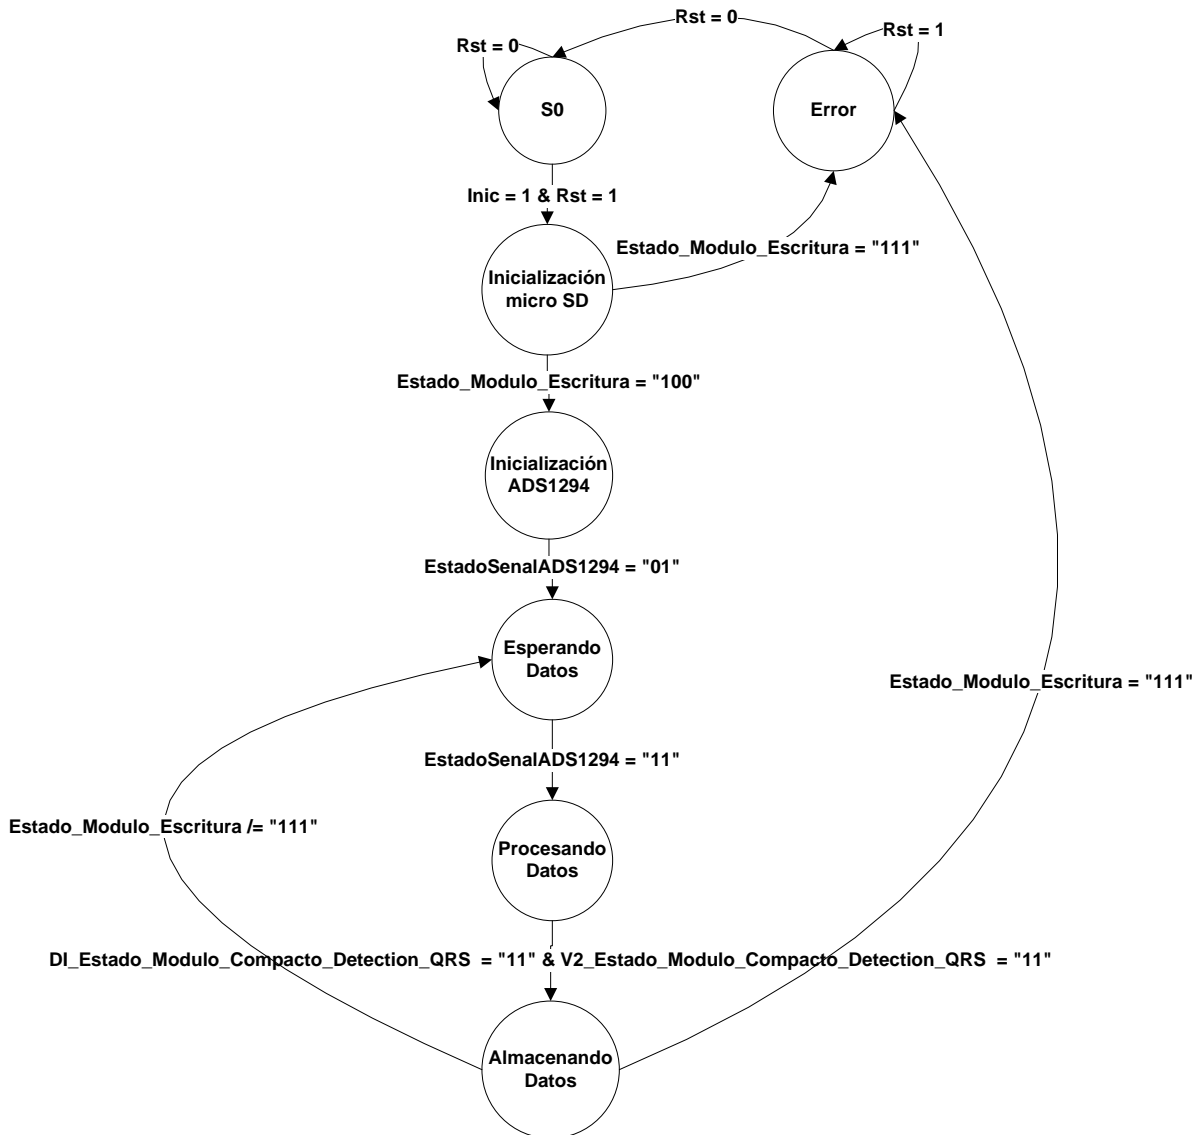 Rst = 0
Rst = 0
Rst = 1
S0
Error
Inic = 1 & Rst = 1
Estado_Modulo_Escritura = "111"
Inicialización
micro SD
Estado_Modulo_Escritura = "100"
Inicialización
ADS1294
EstadoSenalADS1294 = "01"
Esperando
Datos
Estado_Modulo_Escritura = "111"
EstadoSenalADS1294 = "11"
Estado_Modulo_Escritura /= "111"
Procesando
Datos
DI_Estado_Modulo_Compacto_Detection_QRS  = "11" & V2_Estado_Modulo_Compacto_Detection_QRS  = "11"
Almacenando
Datos